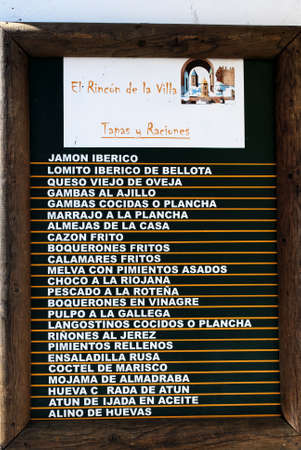 El Rincón de la Villa
Tapas y Raciones
JAMON IBERICO
LOMITO IBERICO DE BELLOTA
QUESO VIEJO DE OVEJA
GAMBAS AL AJILLO
GAMBAS COCIDAS O PLANCHA
MARRAJO A LA PLANCHA
ALMEJAS DE LA CASA
CAZON FRITO
BOQUERONES FRITOS
CALAMARES FRITOS
MELVA CON PIMIENTOS ASADOS
CHOCO A LA RIOJANA
PESCADO A LA ROTEÑA
BOQUERONES EN VINAGRE
PULPO A LA GALLEGA
LANGOSTINOS COCIDOS O PLANCHA
RIÑONES AL JEREZ
PIMIENTOS RELLENOS
ENSALADILLA RUSA
COCTEL DE MARISCO
MOJAMA DE ALMADRABA
HUEVA C RADA DE ATUN
ATUN DE IJADA EN ACEITE
ALINO DE HUEVAS